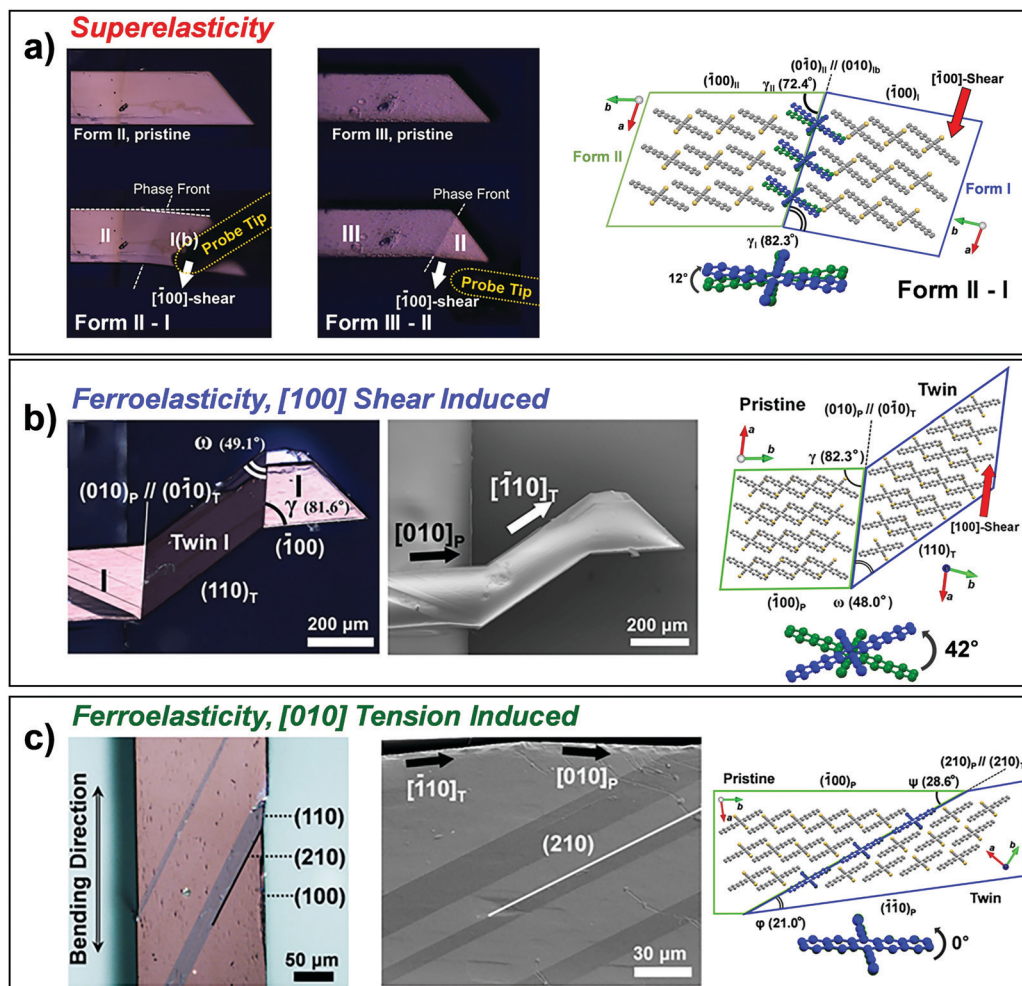 a)
Superelasticity
Form II, pristine
Phase Front
II
I(b)
Probe Tip
[1̄00]-shear
Form II - I
Form III, pristine
Phase Front
III
II
Probe Tip
[1̄00]-shear
Form III - II
(01̄0)II // (010)Ib
(1̄00)II
γII (72.4°)
(1̄00)I
[1̄00]-Shear
b
a
Form II
Form I
b
a
γI (82.3°)
12°
Form II - I
b)
Ferroelasticity, [100] Shear Induced
ω (49.1°)
(010)P // (01̄0)T
I
γ (81.6°)
Twin I
(1̄00)
I
(110)T
200 μm
[1̄10]T
[010]P
200 μm
Twin
Pristine
(010)P // (01̄0)T
a
b
γ (82.3°)
[100]-Shear
(110)T
b
a
(1̄00)P
ω (48.0°)
42°
c)
Ferroelasticity, [010] Tension Induced
Bending Direction
(110)
(210)
(100)
50 μm
[1̄10]T
[010]P
(210)
30 μm
Pristine
(1̄00)P
ψ (28.6°)
b
a
b
a
Twin
(1̄1̄0)P
φ (21.0°)
0°